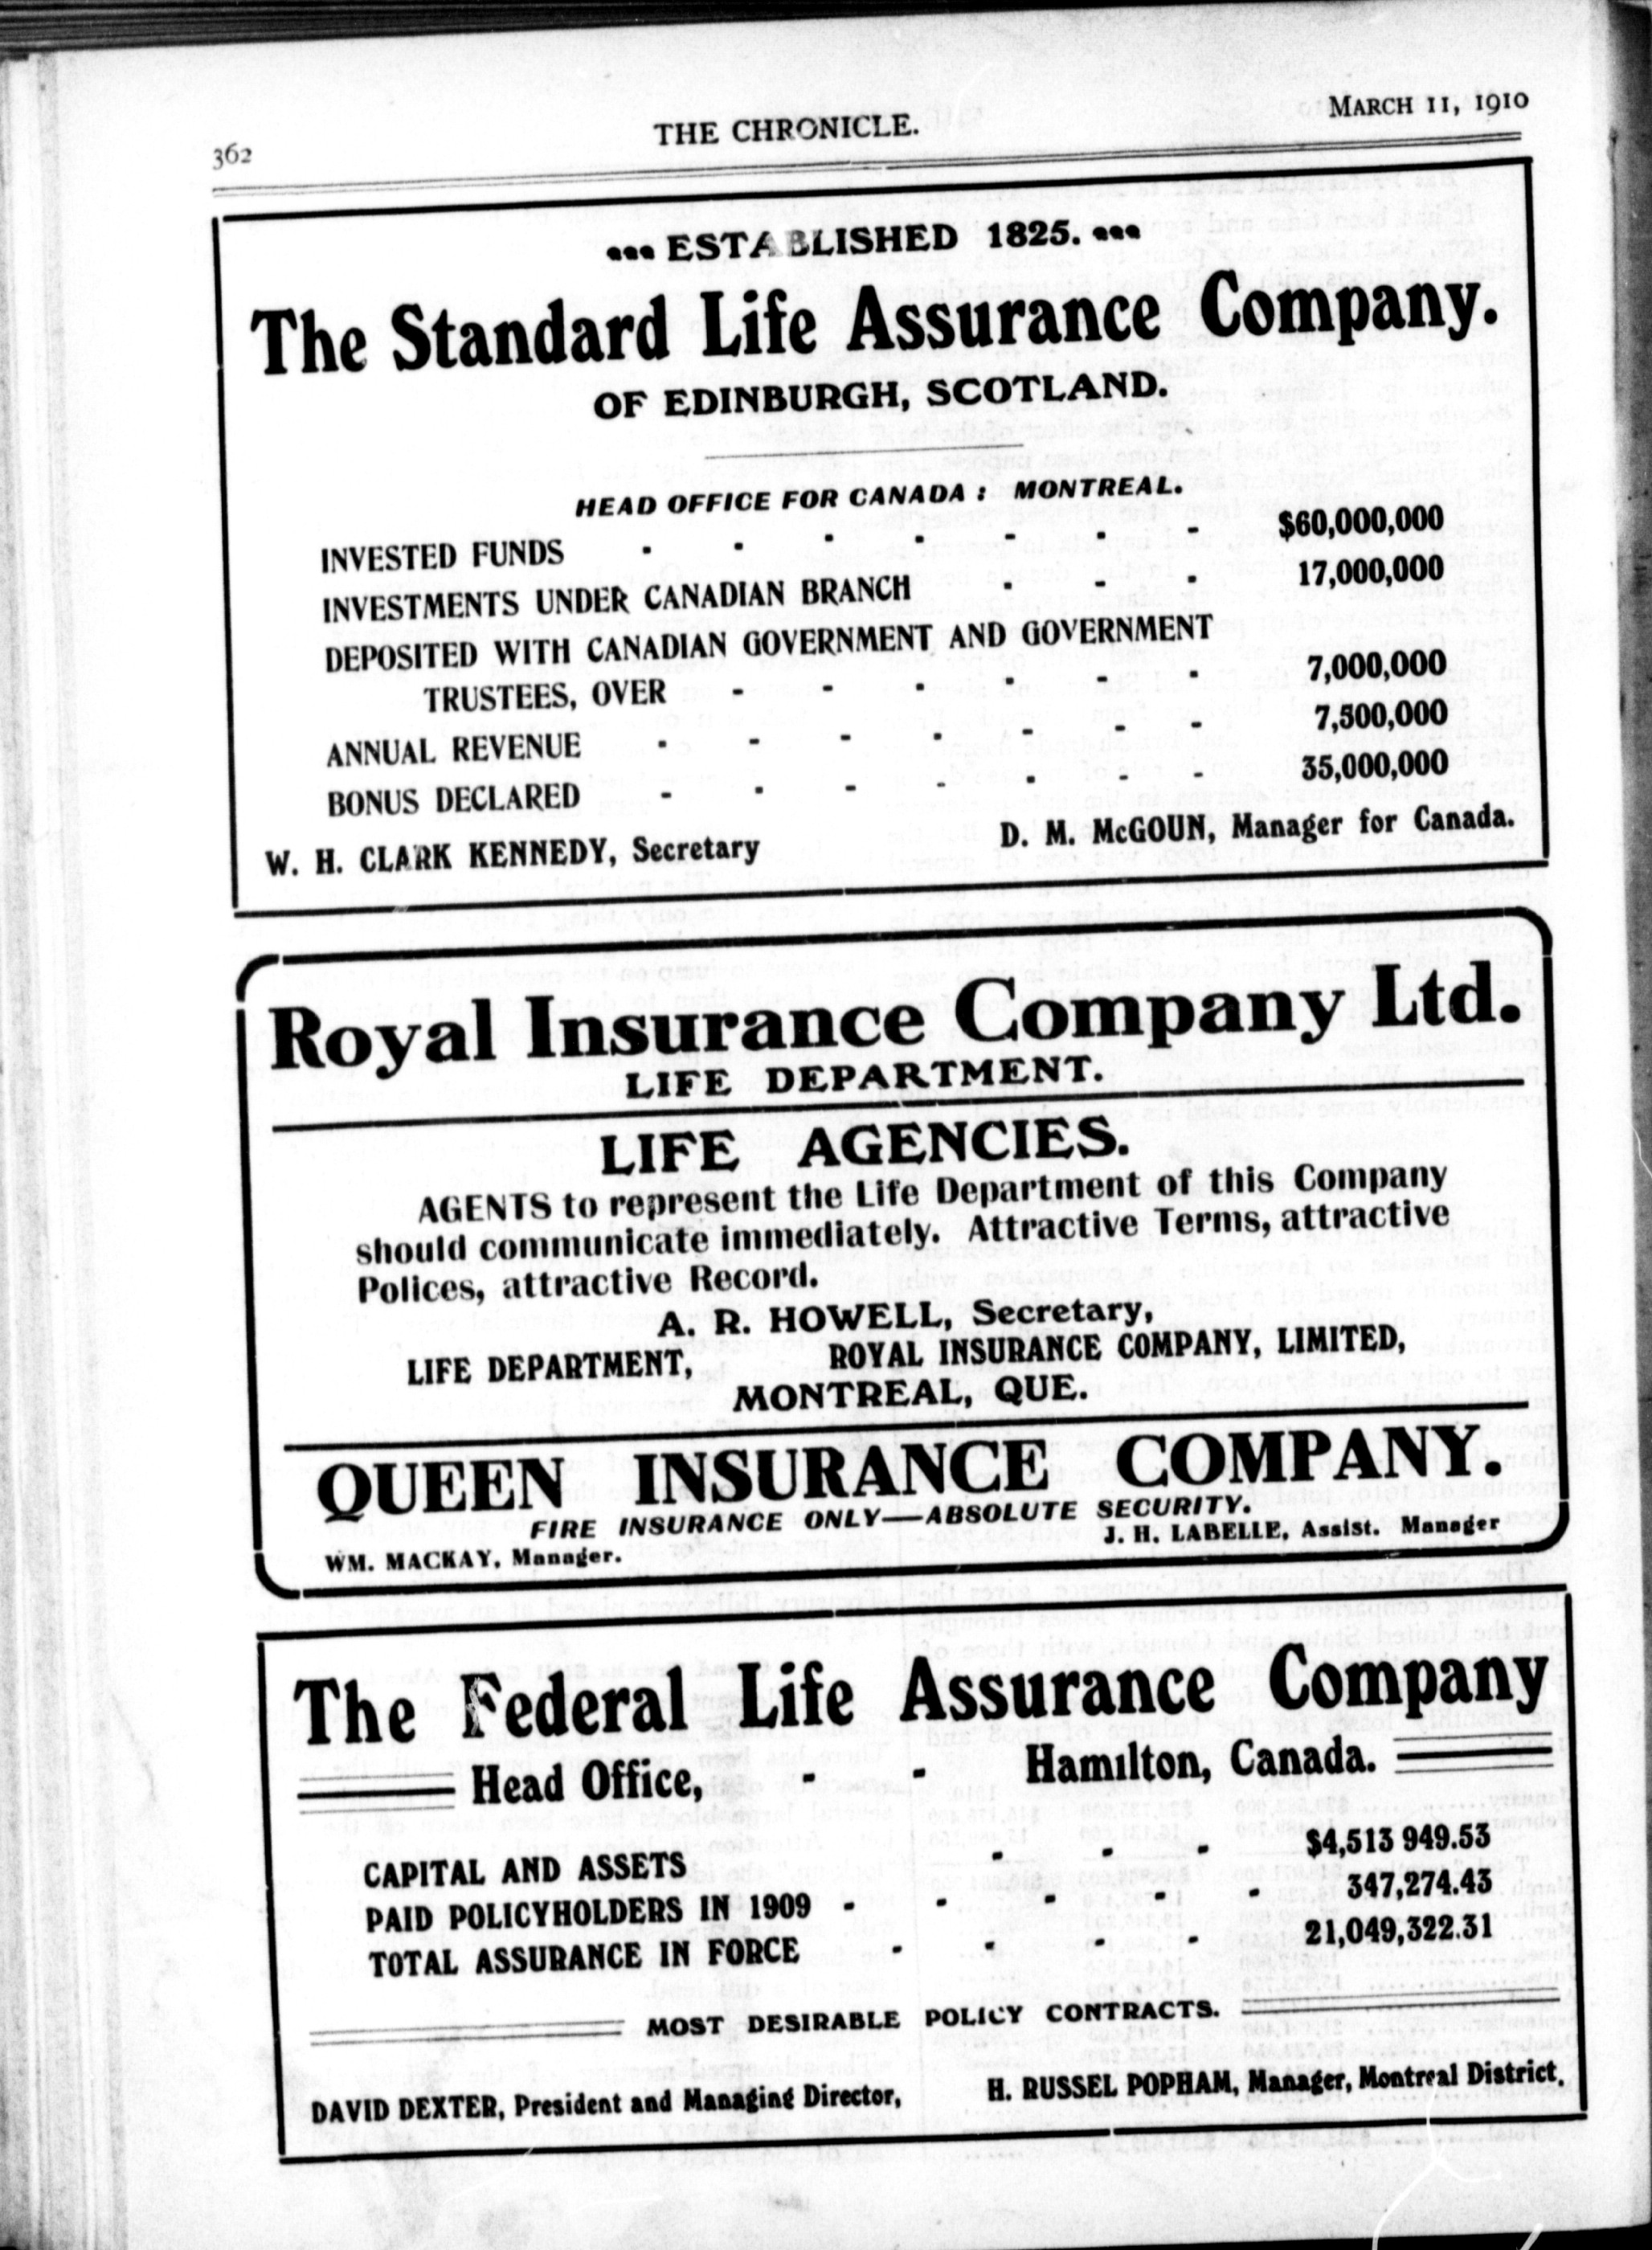 362
THE CHRONICLE.
MARCH 11, 1910
ESTABLISHED 1825.
The Standard Life Assurance Company.
OF EDINBURGH, SCOTLAND.
HEAD OFFICE FOR CANADA : MONTREAL.
INVESTED FUNDS - - - - - - - $60,000,000
INVESTMENTS UNDER CANADIAN BRANCH - - - 17,000,000
DEPOSITED WITH CANADIAN GOVERNMENT AND GOVERNMENT
TRUSTEES, OVER - - - - - - 7,000,000
ANNUAL REVENUE - - - - - - - 7,500,000
BONUS DECLARED - - - - - - - 35,000,000
W. H. CLARK KENNEDY, Secretary D. M. McGOUN, Manager for Canada.
Royal Insurance Company Ltd.
LIFE DEPARTMENT.
LIFE AGENCIES.
AGENTS to represent the Life Department of this Company
should communicate immediately. Attractive Terms, attractive
Polices, attractive Record.
A. R. HOWELL, Secretary,
LIFE DEPARTMENT, ROYAL INSURANCE COMPANY, LIMITED,
MONTREAL, QUE.
QUEEN INSURANCE COMPANY.
FIRE INSURANCE ONLY—ABSOLUTE SECURITY.
WM. MACKAY, Manager. J. H. LABELLE, Assist. Manager
The Federal Life Assurance Company
Head Office, - - Hamilton, Canada.
CAPITAL AND ASSETS - - - $4,513 949.53
PAID POLICYHOLDERS IN 1909 - - - - - 347,274.43
TOTAL ASSURANCE IN FORCE - - - - 21,049,322.31
MOST DESIRABLE POLICY CONTRACTS.
DAVID DEXTER, President and Managing Director, H. RUSSEL POPHAM, Manager, Montreal District,